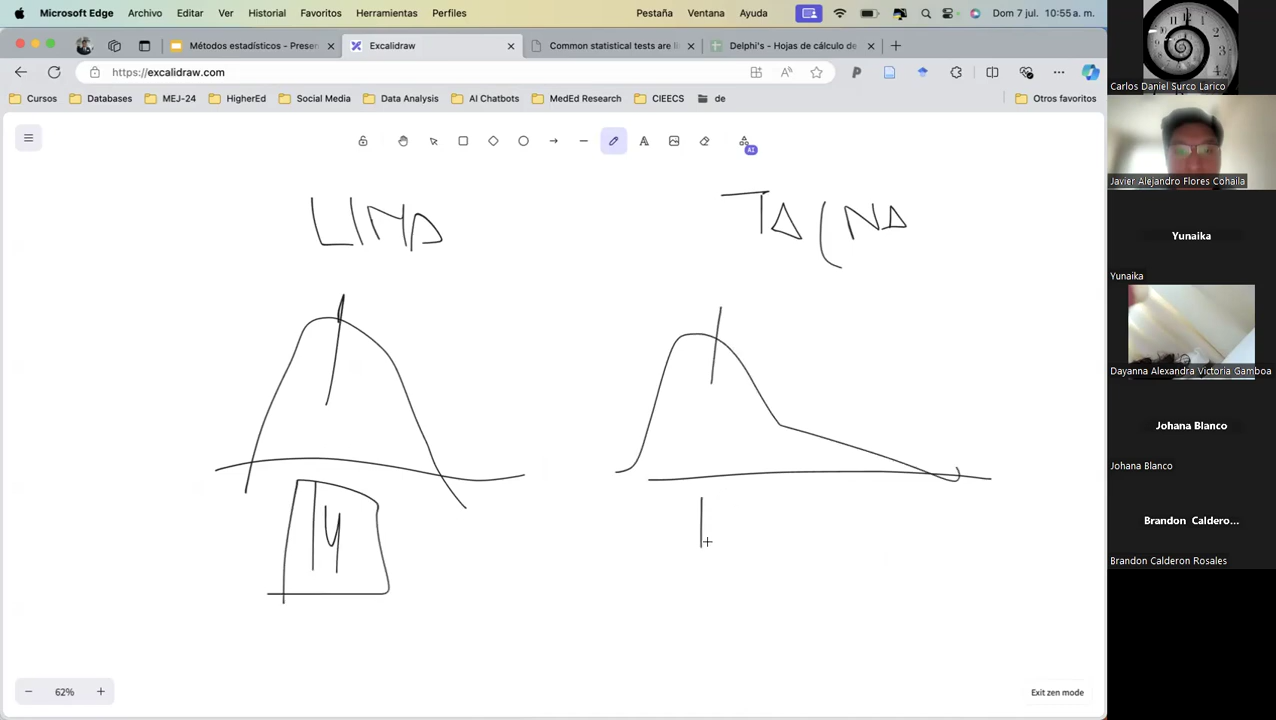 Microsoft Edge Archivo Editar Ver Historial Favoritos Herramientas Perfiles Pestaña Ventana Ayuda Dom 7 jul. 10:55 a. m.
Métodos estadísticos - Presen Excalidraw Common statistical tests are li Delphi's - Hojas de cálculo de
https://excalidraw.com
Cursos Databases MEJ-24 HigherEd Social Media Data Analysis AI Chatbots MedEd Research CIEECS de Otros favoritos
AI
LIMA
TACNA
14
62%
Exit zen mode
Carlos Daniel Surco Larico
Javier Alejandro Flores Cohaila
Yunaika
Yunaika
Dayanna Alexandra Victoria Gamboa
Johana Blanco
Johana Blanco
Brandon Caldero...
Brandon Calderon Rosales